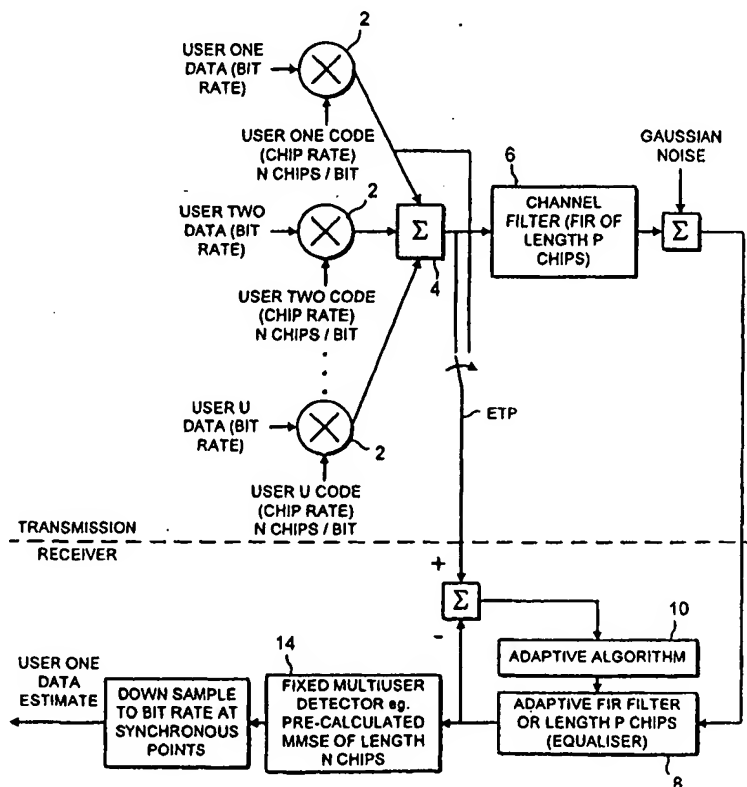 2
USER ONE
DATA (BIT
RATE)
USER ONE CODE
(CHIP RATE)
N CHIPS / BIT
GAUSSIAN
NOISE
6
CHANNEL
FILTER (FIR OF
LENGTH P
CHIPS)
Σ
2
USER TWO
DATA (BIT
RATE)
Σ
4
USER TWO CODE
(CHIP RATE)
N CHIPS / BIT
ETP
USER U
DATA (BIT
RATE)
2
USER U CODE
(CHIP RATE)
N CHIPS / BIT
TRANSMISSION
RECEIVER
+
Σ
-
10
ADAPTIVE ALGORITHM
USER ONE
DATA
ESTIMATE
DOWN SAMPLE
TO BIT RATE AT
SYNCHRONOUS
POINTS
14
FIXED MULTIUSER
DETECTOR eg.
PRE-CALCULATED
MMSE OF LENGTH
N CHIPS
ADAPTIVE FIR FILTER
OR LENGTH P CHIPS
(EQUALISER)
8